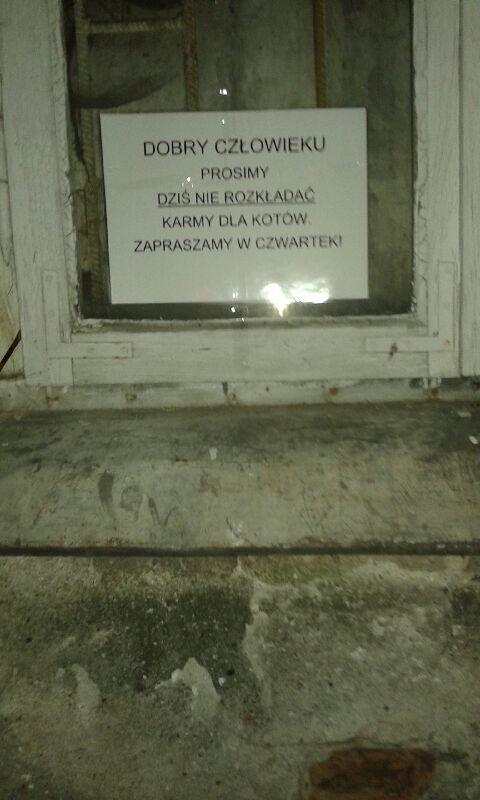 DOBRY CZŁOWIEKU
PROSIMY
DZIŚ NIE ROZKŁADAĆ
KARMY DLA KOTÓW.
ZAPRASZAMY W CZWARTEK!